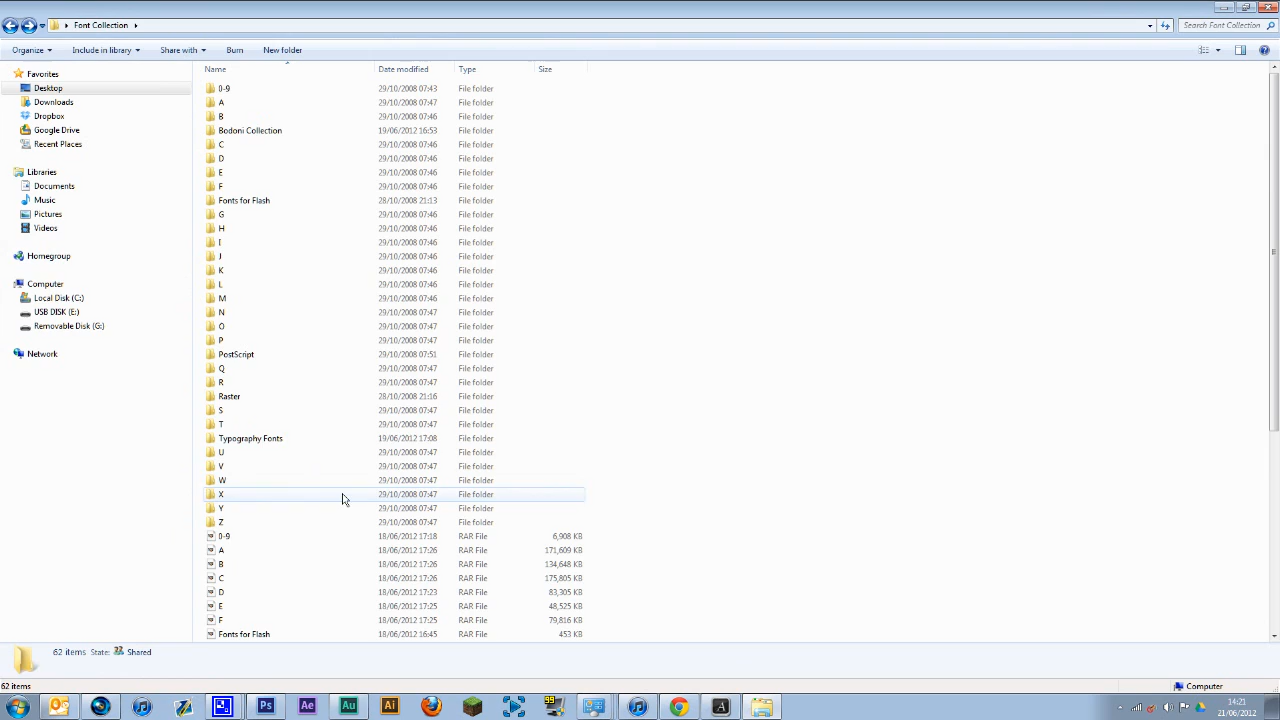 Font Collection
Search Font Collection
Organize Include in library Share with Burn New folder
Name Date modified Type Size
Favorites
Desktop
Downloads
Dropbox
Google Drive
Recent Places
Libraries
Documents
Music
Pictures
Videos
Homegroup
Computer
Local Disk (C:)
USB DISK (E:)
Removable Disk (G:)
Network
0-9 29/10/2008 07:43 File folder
A 29/10/2008 07:47 File folder
B 29/10/2008 07:46 File folder
Bodoni Collection 19/06/2012 16:53 File folder
C 29/10/2008 07:46 File folder
D 29/10/2008 07:46 File folder
E 29/10/2008 07:46 File folder
F 29/10/2008 07:46 File folder
Fonts for Flash 28/10/2008 21:13 File folder
G 29/10/2008 07:46 File folder
H 29/10/2008 07:46 File folder
I 29/10/2008 07:46 File folder
J 29/10/2008 07:46 File folder
K 29/10/2008 07:46 File folder
L 29/10/2008 07:46 File folder
M 29/10/2008 07:46 File folder
N 29/10/2008 07:47 File folder
O 29/10/2008 07:47 File folder
P 29/10/2008 07:47 File folder
PostScript 29/10/2008 07:51 File folder
Q 29/10/2008 07:47 File folder
R 29/10/2008 07:47 File folder
Raster 28/10/2008 21:16 File folder
S 29/10/2008 07:47 File folder
T 29/10/2008 07:47 File folder
Typography Fonts 19/06/2012 17:08 File folder
U 29/10/2008 07:47 File folder
V 29/10/2008 07:47 File folder
W 29/10/2008 07:47 File folder
X 29/10/2008 07:47 File folder
Y 29/10/2008 07:47 File folder
Z 29/10/2008 07:47 File folder
0-9 18/06/2012 17:18 RAR File 6,908 KB
A 18/06/2012 17:26 RAR File 171,609 KB
B 18/06/2012 17:26 RAR File 134,648 KB
C 18/06/2012 17:26 RAR File 175,805 KB
D 18/06/2012 17:23 RAR File 83,305 KB
E 18/06/2012 17:25 RAR File 48,525 KB
F 18/06/2012 17:25 RAR File 79,816 KB
Fonts for Flash 18/06/2012 16:45 RAR File 453 KB
62 items State: Shared
62 items
Computer
Ps Ae Au Ai 99 A
14:21
21/06/2012